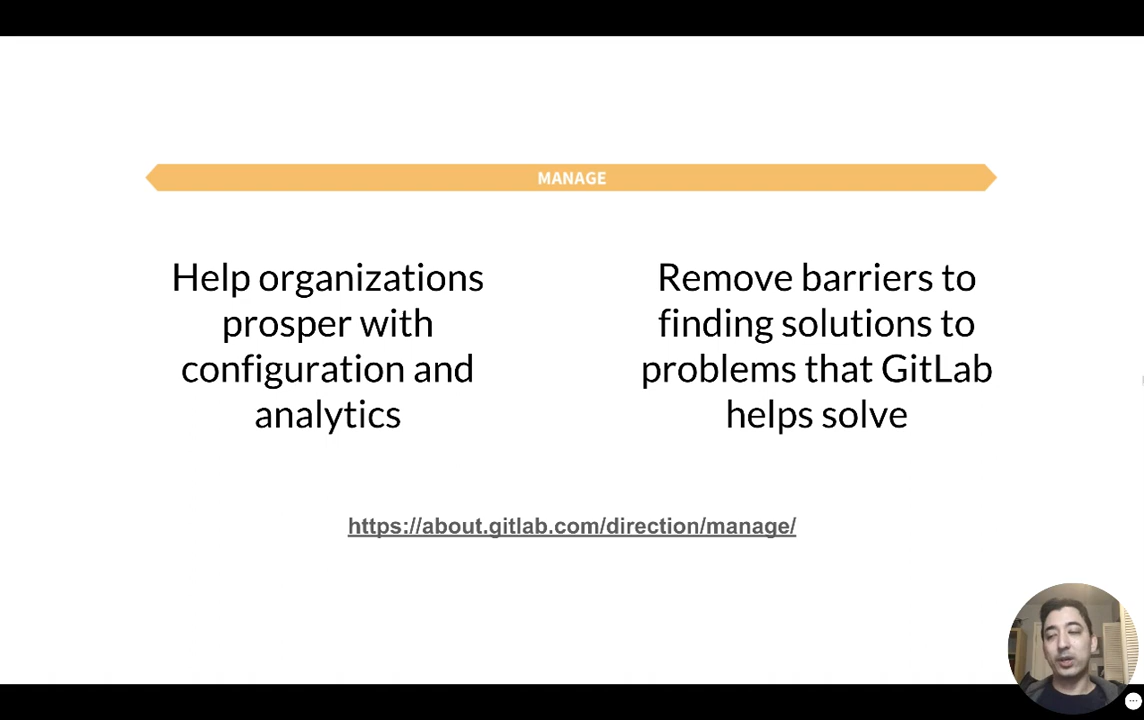 MANAGE
Help organizations
prosper with
configuration and
analytics
Remove barriers to
finding solutions to
problems that GitLab
helps solve
https://about.gitlab.com/direction/manage/